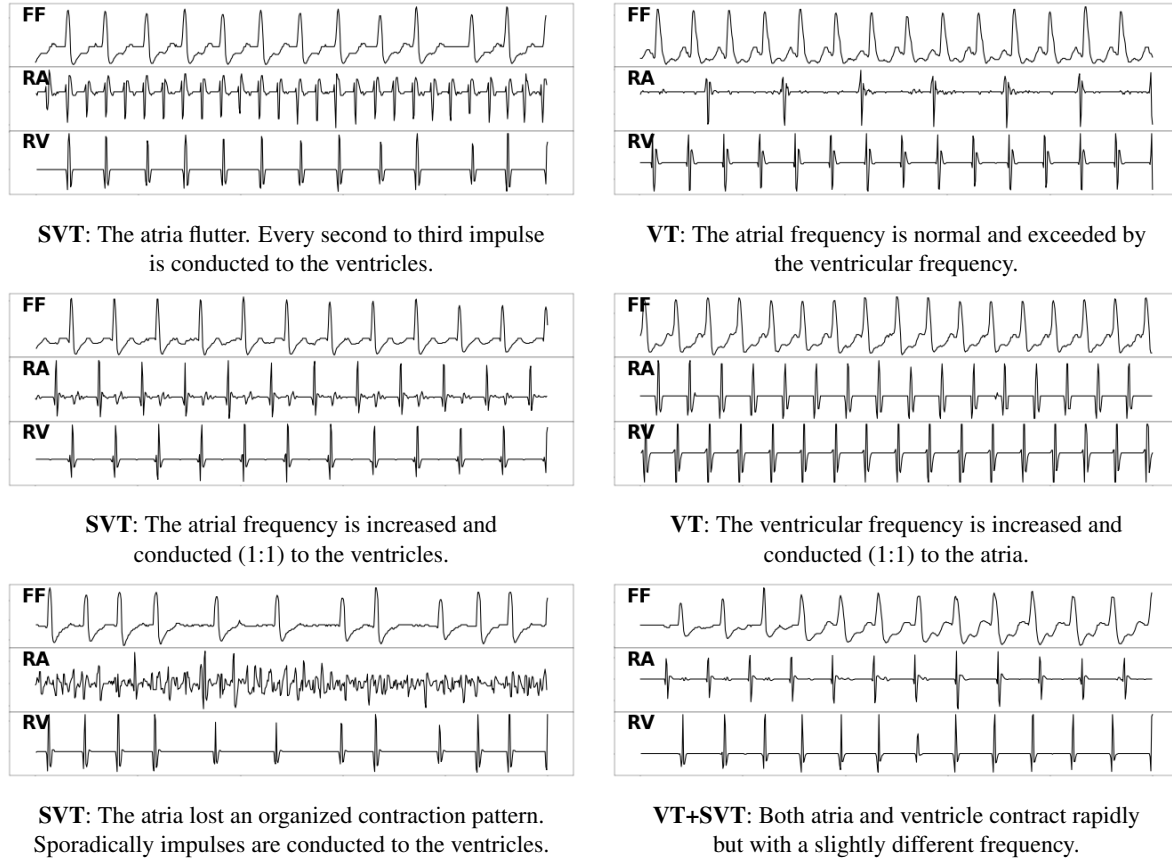 FF
RA
RV
SVT: The atria flutter. Every second to third impulse
is conducted to the ventricles.
FF
RA
RV
VT: The atrial frequency is normal and exceeded by
the ventricular frequency.
FF
RA
RV
SVT: The atrial frequency is increased and
conducted (1:1) to the ventricles.
FF
RA
RV
VT: The ventricular frequency is increased and
conducted (1:1) to the atria.
FF
RA
RV
SVT: The atria lost an organized contraction pattern.
Sporadically impulses are conducted to the ventricles.
FF
RA
RV
VT+SVT: Both atria and ventricle contract rapidly
but with a slightly different frequency.